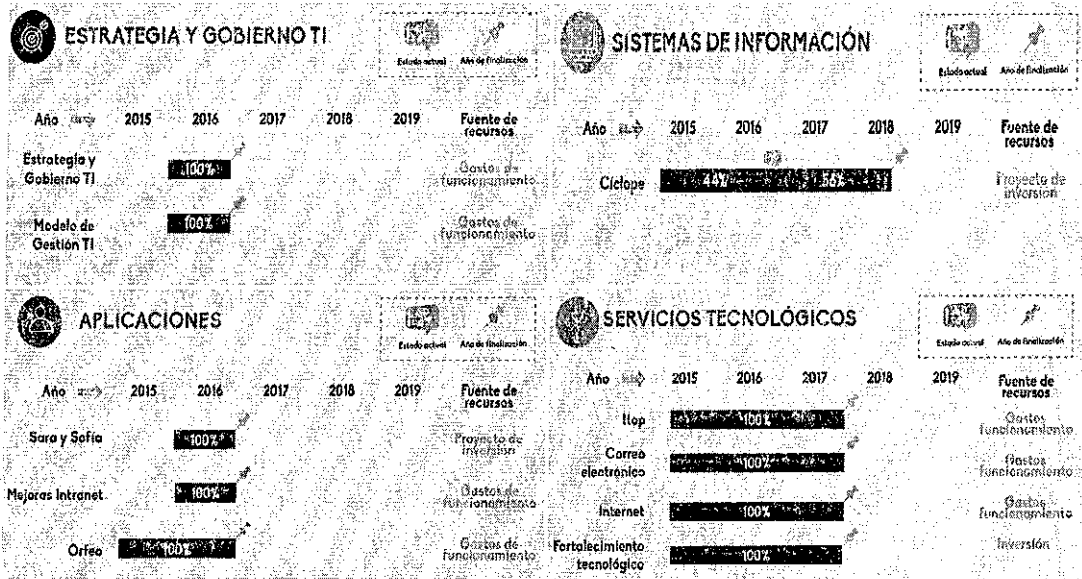 ESTRATEGIA Y GOBIERNO TI
Estado actual Año de finalización
Año 2015 2016 2017 2018 2019 Fuente de
recursos
Estrategia y
Gobierno TI
100%
Gastos de
funcionamiento
Modelo de
Gestión TI
100%
Gastos de
funcionamiento
SISTEMAS DE INFORMACIÓN
Estado actual Año de finalización
Año 2015 2016 2017 2018 2019 Fuente de
recursos
Cíclope
44% 56%
Proyecto de
inversión
APLICACIONES
Estado actual Año de finalización
Año 2015 2016 2017 2018 2019 Fuente de
recursos
Sara y Sofía
100%
Proyecto de
inversión
Mejoras Intranet
100%
Gastos de
funcionamiento
Orfeo
100%
Gastos de
funcionamiento
SERVICIOS TECNOLÓGICOS
Estado actual Año de finalización
Año 2015 2016 2017 2018 2019 Fuente de
recursos
Itop
100%
Gastos
funcionamiento
Correo
electrónico
100%
Gastos
funcionamiento
Internet
100%
Gastos
funcionamiento
Fortalecimiento
tecnológico
100%
Inversión